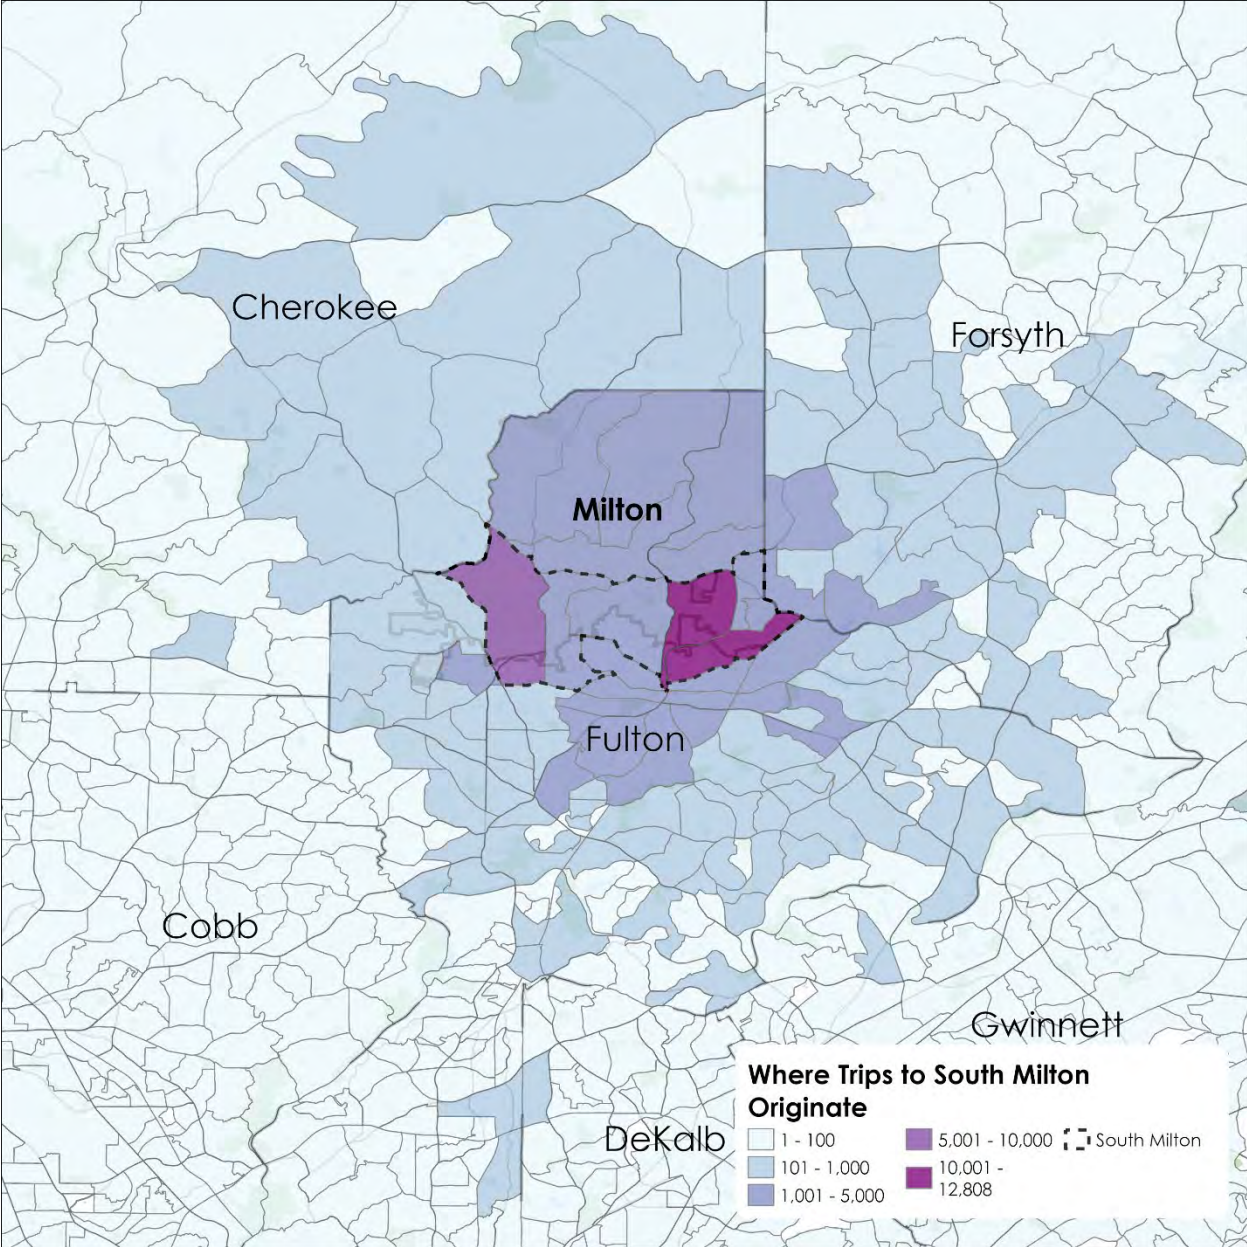 Cherokee
Forsyth
Milton
Fulton
Cobb
Gwinnett
DeKalb
Where Trips to South Milton
Originate
1 - 100
101 - 1,000
1,001 - 5,000
5,001 - 10,000
10,001 -
12,808
South Milton